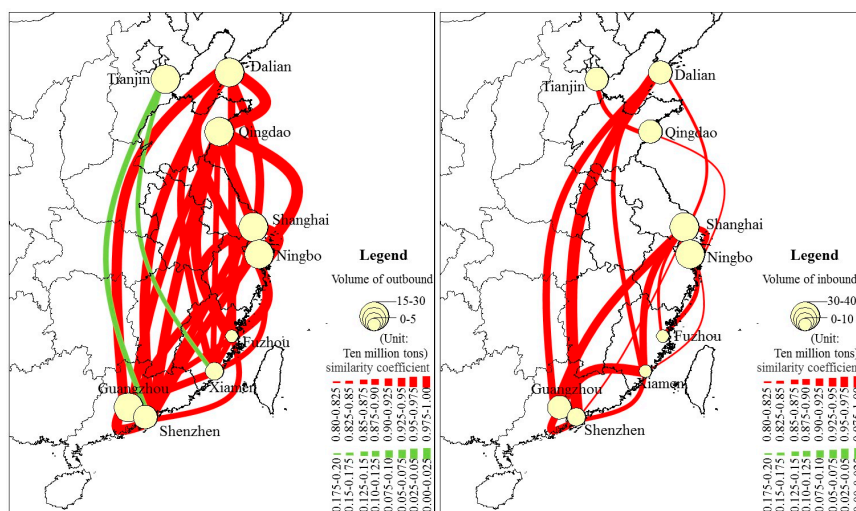 Tianjin
Dalian
Qingdao
Shanghai
Ningbo
Fuzhou
Xiamen
Guangzhou
Shenzhen
Legend
Volume of outbound
15-30
0-5
(Unit:
Ten million tons)
similarity coefficient
0.80-0.825
0.825-0.85
0.85-0.875
0.875-0.90
0.90-0.925
0.925-0.95
0.95-0.975
0.975-1.00
0.175-0.20
0.15-0.175
0.125-0.15
0.10-0.125
0.075-0.10
0.05-0.075
0.025-0.05
0.00-0.025
Tianjin
Dalian
Qingdao
Shanghai
Ningbo
Fuzhou
Xiamen
Guangzhou
Shenzhen
Legend
Volume of inbound
30-40
0-10
(Unit:
Ten million tons)
similarity coefficient
0.80-0.825
0.825-0.85
0.85-0.875
0.875-0.90
0.90-0.925
0.925-0.95
0.95-0.975
0.975-1.00
0.175-0.20
0.15-0.175
0.125-0.15
0.10-0.125
0.075-0.10
0.05-0.075
0.025-0.05
0.00-0.025